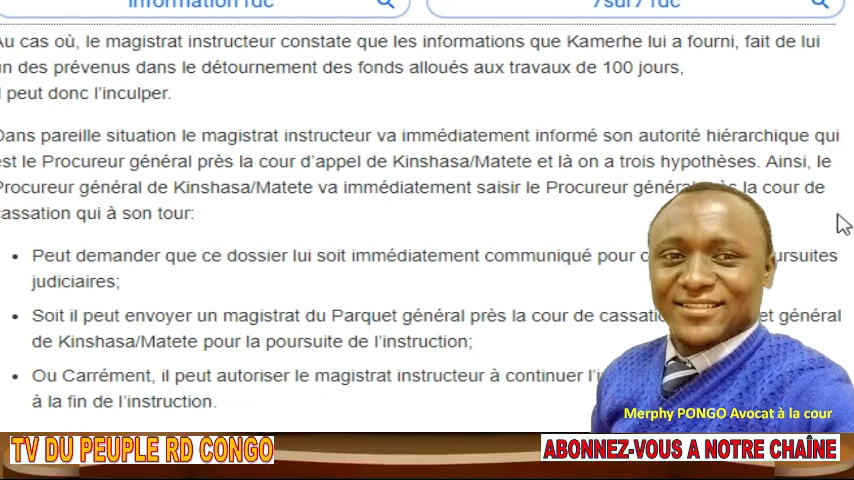 information rdc
7sur7 rdc
Au cas où, le magistrat instructeur constate que les informations que Kamerhe lui a fourni, fait de lui
un des prévenus dans le détournement des fonds alloués aux travaux de 100 jours,
il peut donc l'inculper.
Dans pareille situation le magistrat instructeur va immédiatement informé son autorité hiérarchique qui
est le Procureur général près la cour d'appel de Kinshasa/Matete et là on a trois hypothèses. Ainsi, le
Procureur général de Kinshasa/Matete va immédiatement saisir le Procureur général près la cour de
cassation qui à son tour:
Peut demander que ce dossier lui soit immédiatement communiqué pour
judiciaires;
Soit il peut envoyer un magistrat du Parquet général près la cour de général
de Kinshasa/Matete pour la poursuite de l'instruction;
Ou Carrément, il peut autoriser le magistrat instructeur à continuer
à la fin de l'instruction.
Merphy PONGO Avocat à la cour
TV DU PEUPLE RD CONGO
ABONNEZ-VOUS A NOTRE CHAÎNE